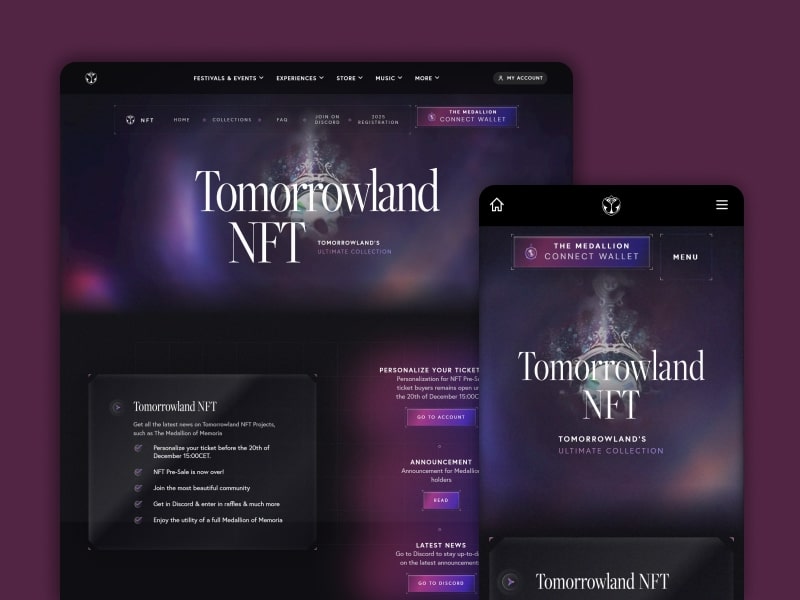 FESTIVALS & EVENTS EXPERIENCES STORE MUSIC MORE MY ACCOUNT
NFT HOME COLLECTIONS FAQ JOIN ON DISCORD 2025 REGISTRATION
THE MEDALLION
CONNECT WALLET
Tomorrowland
NFT
TOMORROWLAND'S
ULTIMATE COLLECTION
Tomorrowland NFT
Get all the latest news on Tomorrowland NFT Projects,
such as The Medallion of Memoria
Personalize your ticket before the 20th of
December 15:00CET.
NFT Pre-Sale is now over!
Join the most beautiful community
Get in Discord & enter in raffles & much more
Enjoy the utility of a full Medallion of Memoria
PERSONALIZE YOUR TICKET
Personalization for NFT Pre-Sa
ticket buyers remains open un
the 20th of December 15:00C
GO TO ACCOUNT
ANNOUNCEMENT
Announcement for Medallion
holders
READ
LATEST NEWS
Go to Discord to stay up-to-d
on the latest announcements
GO TO DISCORD
THE MEDALLION
CONNECT WALLET
MENU
Tomorrowland
NFT
TOMORROWLAND'S
ULTIMATE COLLECTION
Tomorrowland NFT